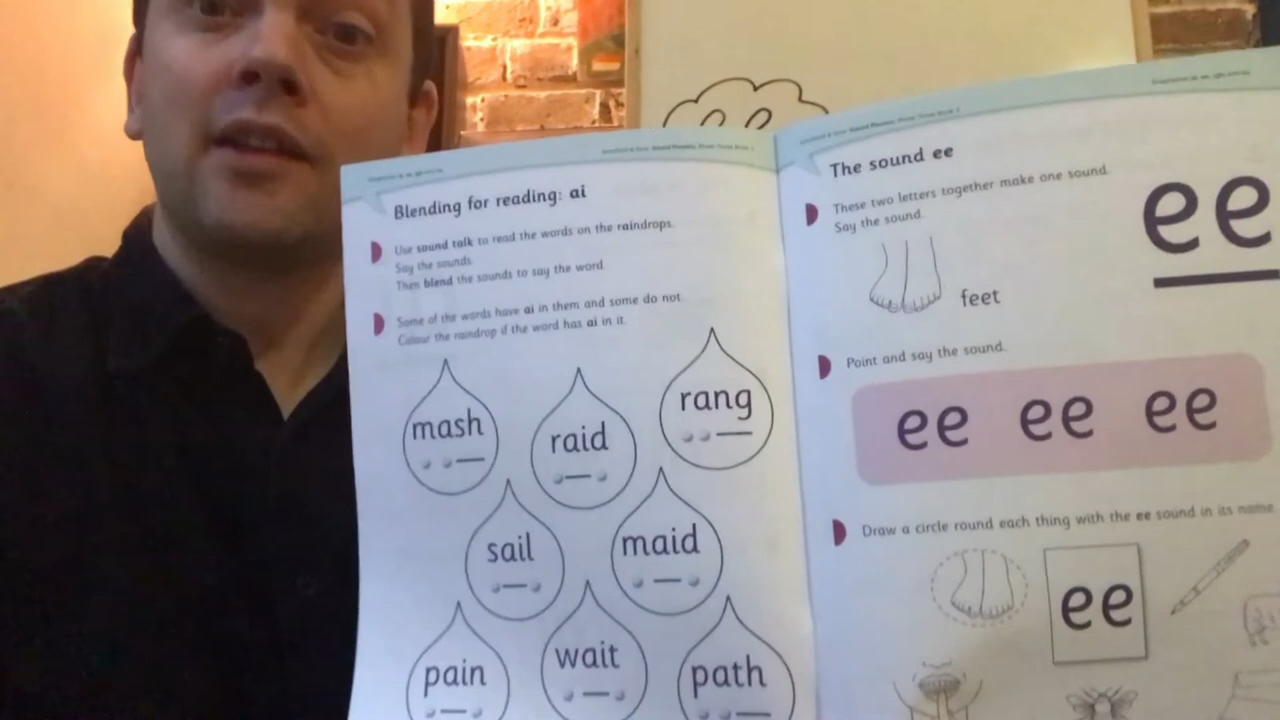 Blending for reading: ai
Use sound talk to read the words on the raindrops.
Say the sounds.
Then blend the sounds to say the word.
Some of the words have ai in them and some do not.
Colour the raindrop if the word has ai in it.
mash
raid
rang
sail
maid
pain
wait
path
The sound ee
These two letters together make one sound.
Say the sound.
ee
feet
Point and say the sound.
ee ee ee
Draw a circle round each thing with the ee sound in its name
ee